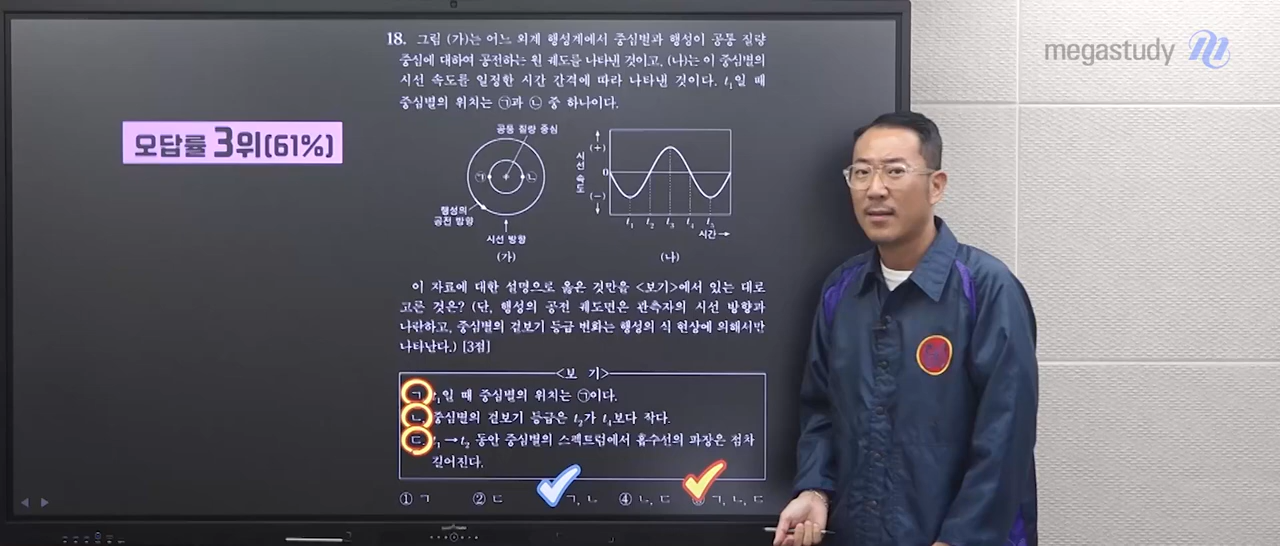 megastudy
오답률 3위(61%)
18. 그림 (가)는 어느 외계 행성계에서 중심별과 행성이 공통 질량
중심에 대하여 공전하는 원 궤도를 나타낸 것이고, (나)는 이 중심별의
시선 속도를 일정한 시간 간격에 따라 나타낸 것이다. t₁일 때
중심별의 위치는 ㉠과 ㉡ 중 하나이다.
공통 질량 중심
㉠ ㉡
행성의
공전 방향
시선 방향
(가)
시선 속도
(+)
0
(−)
t₁ t₂ t₃ t₄ t₅
시간→
(나)
이 자료에 대한 설명으로 옳은 것만을 <보기>에서 있는 대로
고른 것은? (단, 행성의 공전 궤도면은 관측자의 시선 방향과
나란하고, 중심별의 겉보기 등급 변화는 행성의 식 현상에 의해서만
나타난다.) [3점]
<보 기>
ㄱ. t₁일 때 중심별의 위치는 ㉠이다.
ㄴ. 중심별의 겉보기 등급은 t₂가 t₄보다 작다.
ㄷ. t₁→t₂ 동안 중심별의 스펙트럼에서 흡수선의 파장은 점차
길어진다.
① ㄱ ② ㄷ ㄱ, ㄴ ④ ㄴ, ㄷ ㄱ, ㄴ, ㄷ